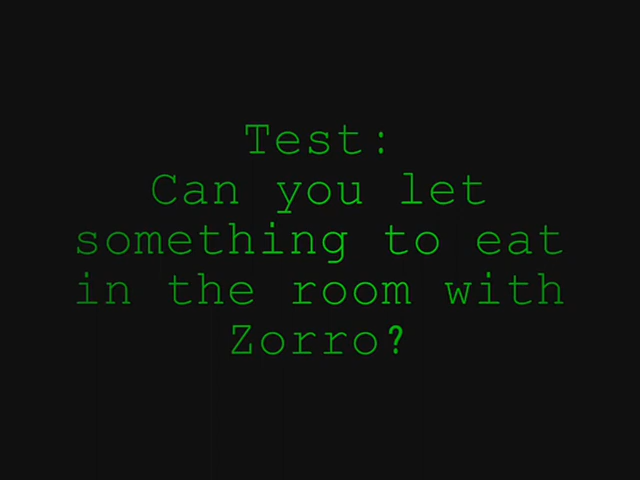 Test:
Can you let
something to eat
in the room with
Zorro?